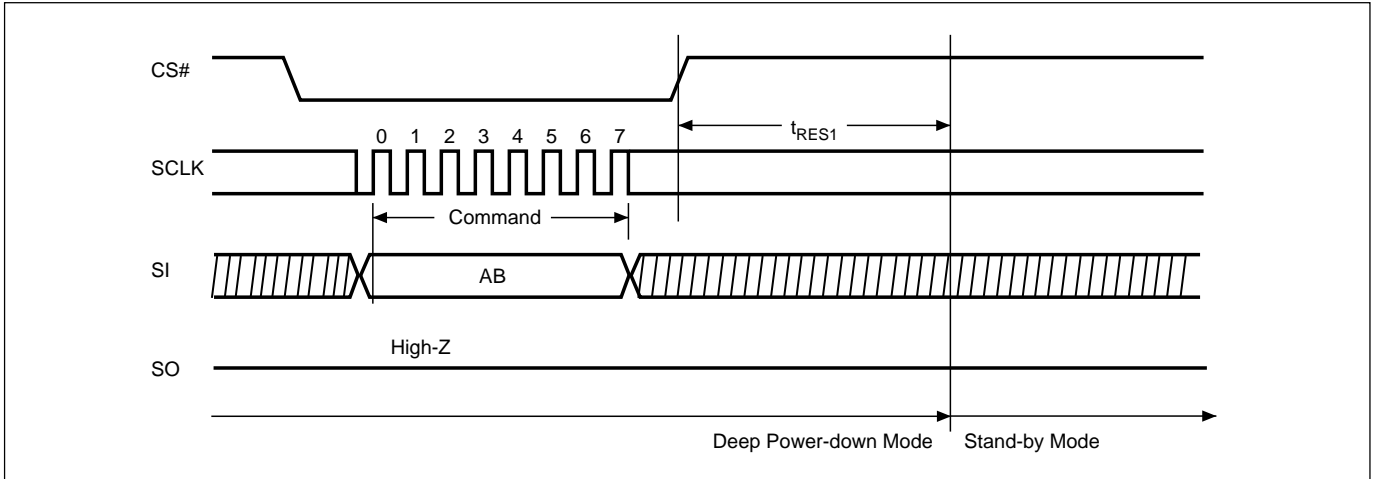 CS#
tRES1
0 1 2 3 4 5 6 7
SCLK
Command
SI
AB
High-Z
SO
Deep Power-down Mode Stand-by Mode